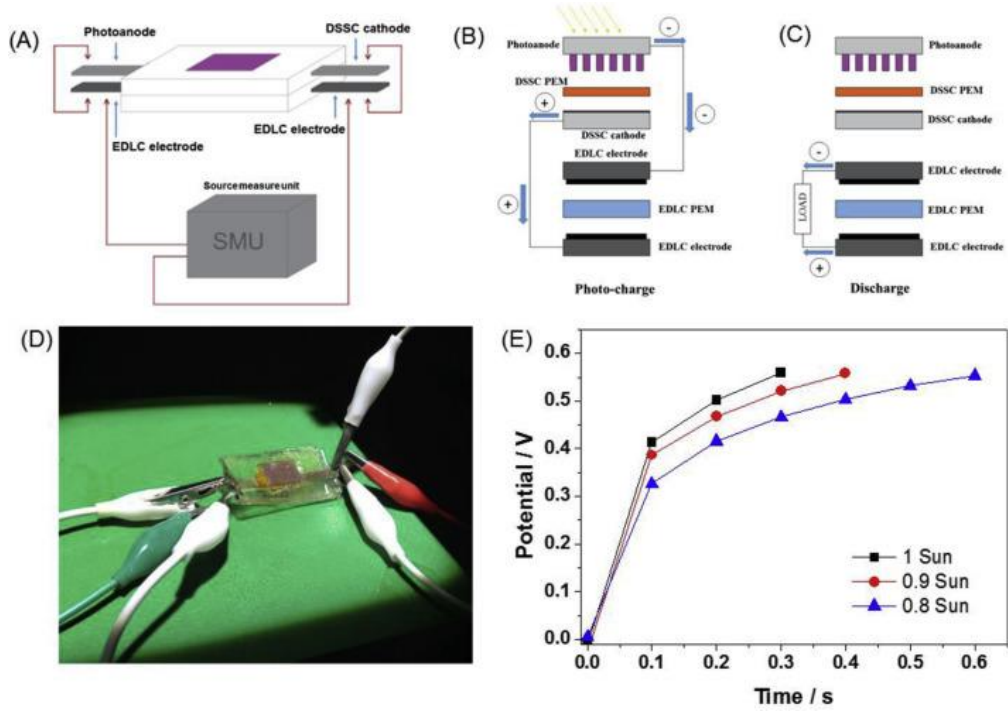 (A)
Photoanode
DSSC cathode
EDLC electrode
EDLC electrode
Sourcemeasure unit
SMU
(B)
Photoanode
-
DSSC PEM
+
-
DSSC cathode
EDLC electrode
+
EDLC PEM
EDLC electrode
Photo-charge
(C)
Photoanode
DSSC PEM
DSSC cathode
-
EDLC electrode
LOAD
EDLC PEM
EDLC electrode
+
Discharge
(D)
(E)
Potential / V
0.6
0.5
0.4
0.3
0.2
0.1
0.0
1 Sun
0.9 Sun
0.8 Sun
0.0 0.1 0.2 0.3 0.4 0.5 0.6
Time / s